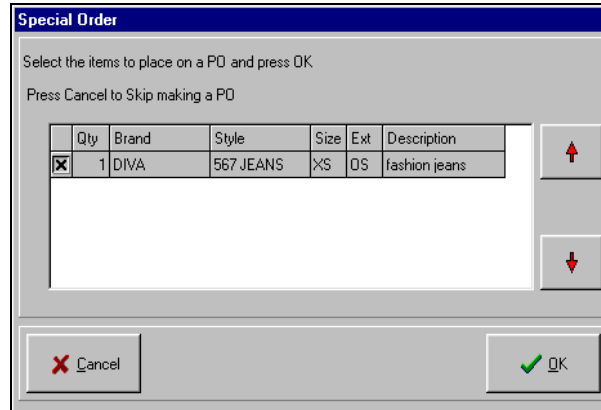 Special Order
Select the items to place on a PO and press OK
Press Cancel to Skip making a PO
Qty Brand Style Size Ext Description
1 DIVA 567 JEANS XS OS fashion jeans
Cancel OK